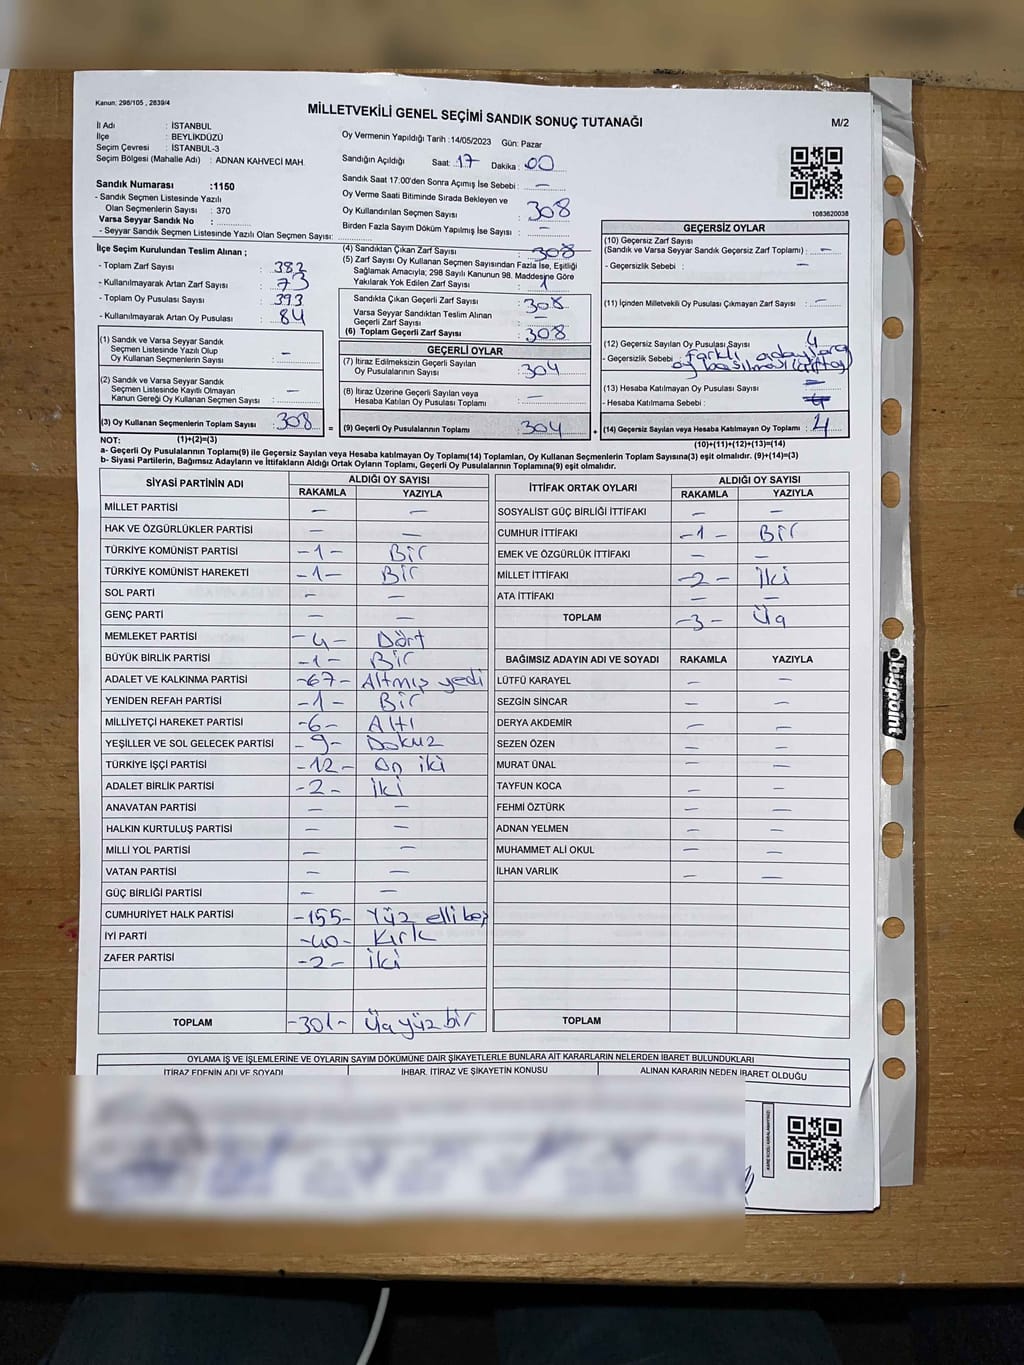 Kanun: 298/105 , 2839/4
MİLLETVEKİLİ GENEL SEÇİMİ SANDIK SONUÇ TUTANAĞI
M/2
İl Adı : İSTANBUL
İlçe : BEYLİKDÜZÜ
Seçim Çevresi : İSTANBUL-3
Seçim Bölgesi (Mahalle Adı) : ADNAN KAHVECİ MAH.
Sandık Numarası :1150
- Sandık Seçmen Listesinde Yazılı
Olan Seçmenlerin Sayısı : 370
Varsa Seyyar Sandık No :
- Seyyar Sandık Seçmen Listesinde Yazılı Olan Seçmen Sayısı:
Oy Vermenin Yapıldığı Tarih :14/05/2023 Gün: Pazar
Sandığın Açıldığı Saat: 17 Dakika: 00
Sandık Saat 17.00'den Sonra Açımış İse Sebebi : —
Oy Verme Saati Bitiminde Sırada Bekleyen ve
Oy Kullandırılan Seçmen Sayısı : 308
Birden Fazla Sayım Döküm Yapılmış İse Sayısı : —
1083620038
İlçe Seçim Kurulundan Teslim Alınan ;
- Toplam Zarf Sayısı : 382
- Kullanılmayarak Artan Zarf Sayısı : 73
- Toplam Oy Pusulası Sayısı : 393
- Kullanılmayarak Artan Oy Pusulası : 84
(1) Sandık ve Varsa Seyyar Sandık
Seçmen Listesinde Yazılı Olup
Oy Kullanan Seçmenlerin Sayısı : —
(2) Sandık ve Varsa Seyyar Sandık
Seçmen Listesinde Kayıtlı Olmayan
Kanun Gereği Oy Kullanan Seçmen Sayısı : —
(3) Oy Kullanan Seçmenlerin Toplam Sayısı : 308 =
(4) Sandıktan Çıkan Zarf Sayısı : 308
(5) Zarf Sayısı Oy Kullanan Seçmen Sayısından Fazla İse, Eşitliği
Sağlamak Amacıyla; 298 Sayılı Kanunun 98. Maddesine Göre
Yakılarak Yok Edilen Zarf Sayısı : 1
Sandıkta Çıkan Geçerli Zarf Sayısı : 308
Varsa Seyyar Sandıktan Teslim Alınan
Geçerli Zarf Sayısı : —
(6) Toplam Geçerli Zarf Sayısı : 308
GEÇERLİ OYLAR
(7) İtiraz Edilmeksizin Geçerli Sayılan
Oy Pusulalarının Sayısı : 304
(8) İtiraz Üzerine Geçerli Sayılan veya
Hesaba Katılan Oy Pusulası Toplamı : —
(9) Geçerli Oy Pusulalarının Toplamı : 304 +
GEÇERSİZ OYLAR
(10) Geçersiz Zarf Sayısı
(Sandık ve Varsa Seyyar Sandık Geçersiz Zarf Toplamı) : —
- Geçersizlik Sebebi : —
(11) İçinden Milletvekili Oy Pusulası Çıkmayan Zarf Sayısı : —
(12) Geçersiz Sayılan Oy Pusulası Sayısı : 4
- Geçersizlik Sebebi : farklı adaylara
oy basılması
(13) Hesaba Katılmayan Oy Pusulası Sayısı : —
- Hesaba Katılmama Sebebi :
(14) Geçersiz Sayılan veya Hesaba Katılmayan Oy Toplamı : 4
NOT: (1)+(2)=(3)
(10)+(11)+(12)+(13)=(14)
a- Geçerli Oy Pusulasının Toplamı(9) ile Geçersiz Sayılan veya Hesaba katılmayan Oy Toplamı(14) Toplamları, Oy Kullanan Seçmenlerin Toplam Sayısına(3) eşit olmalıdır. (9)+(14)=(3)
b- Siyasi Partilerin, Bağımsız Adayların ve İttifakların Aldığı Ortak Oyların Toplamı, Geçerli Oy Pusulalarının Toplamına(9) eşit olmalıdır.
SİYASİ PARTİNİN ADI ALDIĞI OY SAYISI
RAKAMLA YAZIYLA
MİLLET PARTİSİ — —
HAK VE ÖZGÜRLÜKLER PARTİSİ — —
TÜRKİYE KOMÜNİST PARTİSİ -1- Bir
TÜRKİYE KOMÜNİST HAREKETİ -1- Bir
SOL PARTİ — —
GENÇ PARTİ — —
MEMLEKET PARTİSİ -4- Dört
BÜYÜK BİRLİK PARTİSİ -1- Bir
ADALET VE KALKINMA PARTİSİ -67- Altmış yedi
YENİDEN REFAH PARTİSİ -1- Bir
MİLLİYETÇİ HAREKET PARTİSİ -6- Altı
YEŞİLLER VE SOL GELECEK PARTİSİ -9- Dokuz
TÜRKİYE İŞÇİ PARTİSİ -12- On iki
ADALET BİRLİK PARTİSİ -2- İki
ANAVATAN PARTİSİ — —
HALKIN KURTULUŞ PARTİSİ — —
MİLLİ YOL PARTİSİ — —
VATAN PARTİSİ — —
GÜÇ BİRLİĞİ PARTİSİ — —
CUMHURİYET HALK PARTİSİ -155- Yüz elli beş
İYİ PARTİ -40- Kırk
ZAFER PARTİSİ -2- İki
TOPLAM -301- Üç yüz bir
İTTİFAK ORTAK OYLARI ALDIĞI OY SAYISI
RAKAMLA YAZIYLA
SOSYALİST GÜÇ BİRLİĞİ İTTİFAKI — —
CUMHUR İTTİFAKI -1- Bir
EMEK VE ÖZGÜRLÜK İTTİFAKI — —
MİLLET İTTİFAKI -2- İki
ATA İTTİFAKI — —
TOPLAM -3- Üç
BAĞIMSIZ ADAYIN ADI VE SOYADI RAKAMLA YAZIYLA
LÜTFÜ KARAYEL — —
SEZGİN SİNCAR — —
DERYA AKDEMİR — —
SEZEN ÖZEN — —
MURAT ÜNAL — —
TAYFUN KOCA — —
FEHMİ ÖZTÜRK — —
ADNAN YELMEN — —
MUHAMMET ALİ OKUL — —
İLHAN VARLIK — —
TOPLAM
OYLAMA İŞ VE İŞLEMLERİNE VE OYLARIN SAYIM DÖKÜMÜNE DAİR ŞİKAYETLERLE BUNLARA AİT KARARLARIN NELERDEN İBARET BULUNDUKLARI
İTİRAZ EDENİN ADI VE SOYADI İHBAR, İTİRAZ VE ŞİKAYETİN KONUSU ALINAN KARARIN NEDEN İBARET OLDUĞU
bigpoint